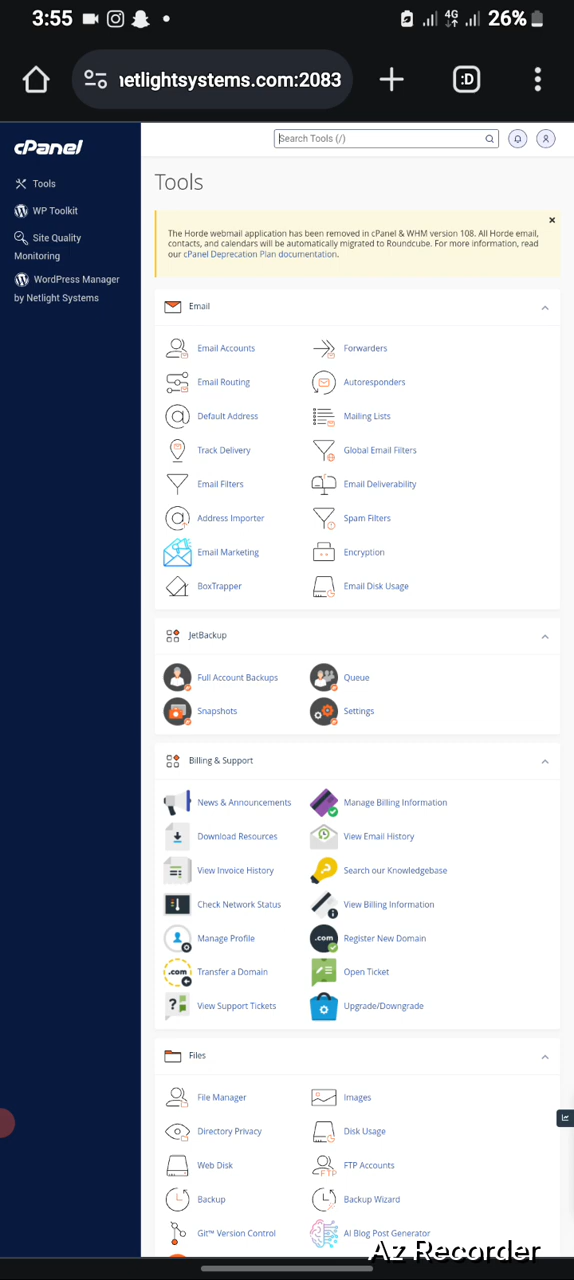 3:55
4G
26%
netlightsystems.com:2083
:D
cPanel
Search Tools (/)
Tools
WP Toolkit
Site Quality
Monitoring
WordPress Manager
by Netlight Systems
Tools
The Horde webmail application has been removed in cPanel & WHM version 108. All Horde email,
contacts, and calendars will be automatically migrated to Roundcube. For more information, read
our cPanel Deprecation Plan documentation.
Email
Email Accounts
Forwarders
Email Routing
Autoresponders
Default Address
Mailing Lists
Track Delivery
Global Email Filters
Email Filters
Email Deliverability
Address Importer
Spam Filters
Email Marketing
Encryption
BoxTrapper
Email Disk Usage
JetBackup
Full Account Backups
Queue
Snapshots
Settings
Billing & Support
News & Announcements
Manage Billing Information
Download Resources
View Email History
View Invoice History
Search our Knowledgebase
Check Network Status
View Billing Information
Manage Profile
.com
Register New Domain
.com
Transfer a Domain
Open Ticket
View Support Tickets
Upgrade/Downgrade
Files
File Manager
Images
Directory Privacy
Disk Usage
Web Disk
FTP
FTP Accounts
Backup
Backup Wizard
Git™ Version Control
AI Blog Post Generator
Az Recorder